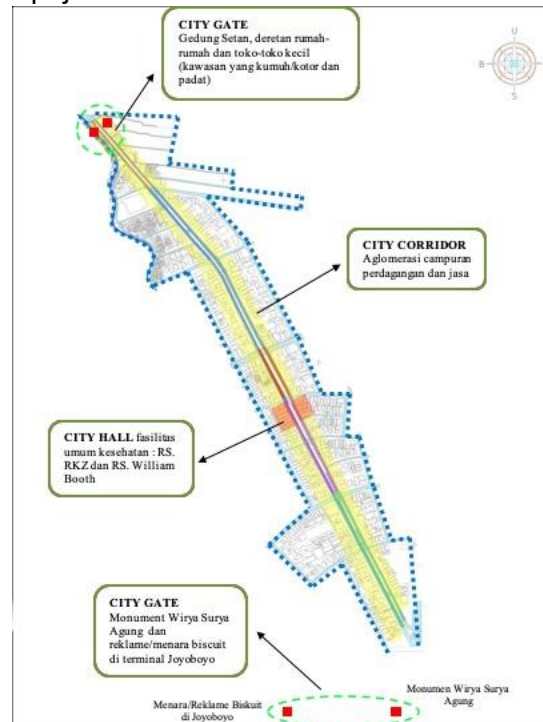 CITY GATE
Gedung Setan, deretan rumah-
rumah dan toko-toko kecil
(kawasan yang kumuh/kotor dan
padat)
U
B
S
CITY CORRIDOR
Aglomerasi campuran
perdagangan dan jasa
CITY HALL fasilitas
umum kesehatan : RS.
RKZ dan RS. William
Booth
CITY GATE
Monument Wirya Surya
Agung dan
reklame/menara biscuit
di terminal Joyoboyo
Menara/Reklame Biskuit
di Joyoboyo
Monumen Wirya Surya
Agung